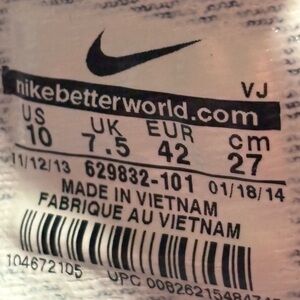 VJ
nikebetterworld.com
US UK EUR cm
10 7.5 42 27
11/12/13 629832-101 01/18/14
MADE IN VIETNAM
FABRIQUE AU VIETNAM
104672105 UPC